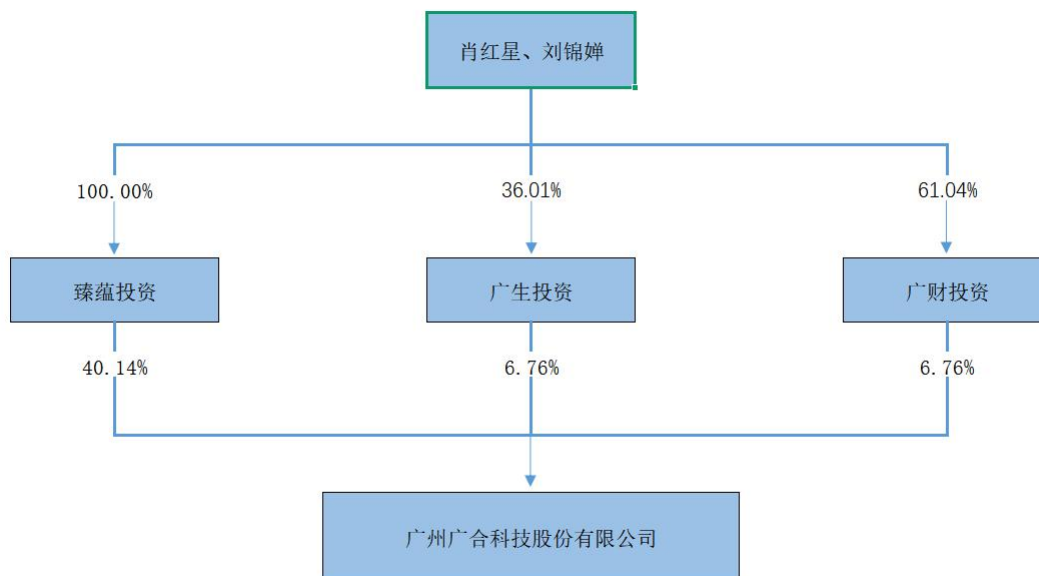 肖红星、刘锦婵
100.00%
36.01%
61.04%
臻蕴投资
广生投资
广财投资
40.14%
6.76%
6.76%
广州广合科技股份有限公司